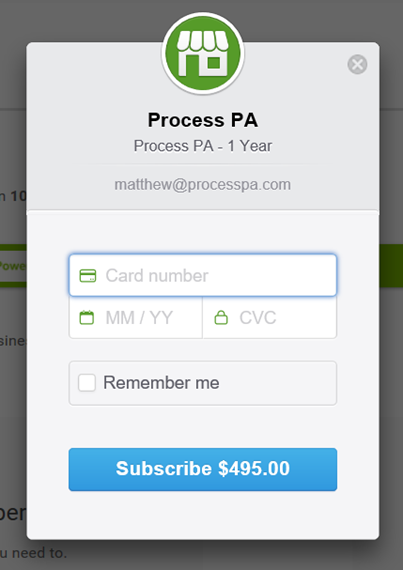 Process PA
Process PA - 1 Year
matthew@processpa.com
n 10
Powe
Card number
MM / YY
CVC
sine
Remember me
Subscribe $495.00
per
u need to.